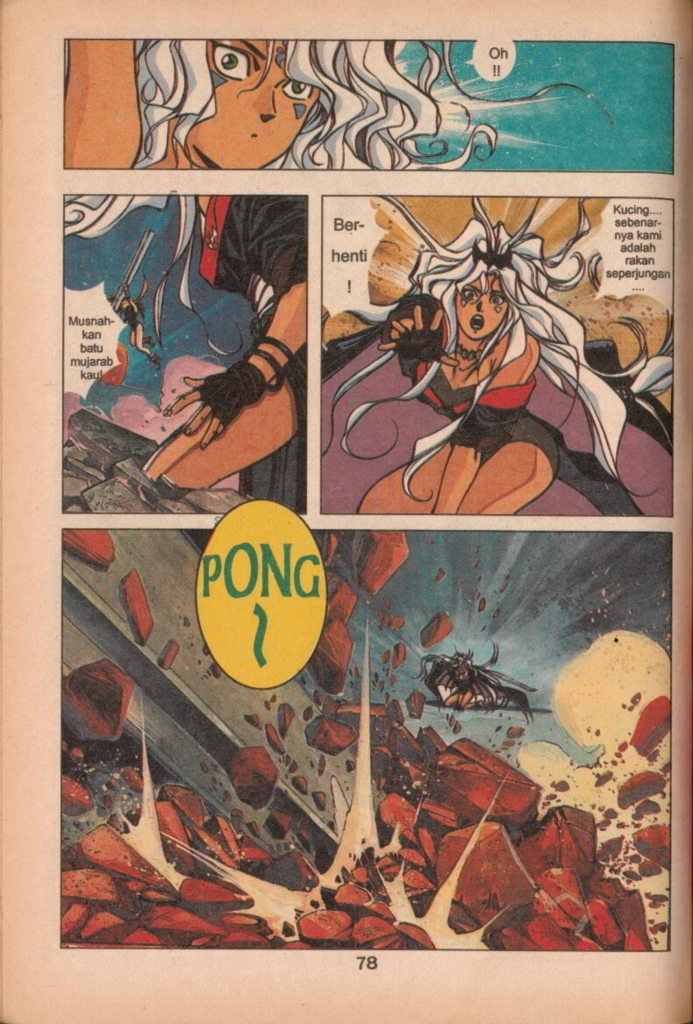 Oh
!!
Musnah-
kan
batu
mujarab
kau!
Ber-
henti
!
Kucing....
sebenar-
nya kami
adalah
rakan
seperjungan
....
PONG
~
78